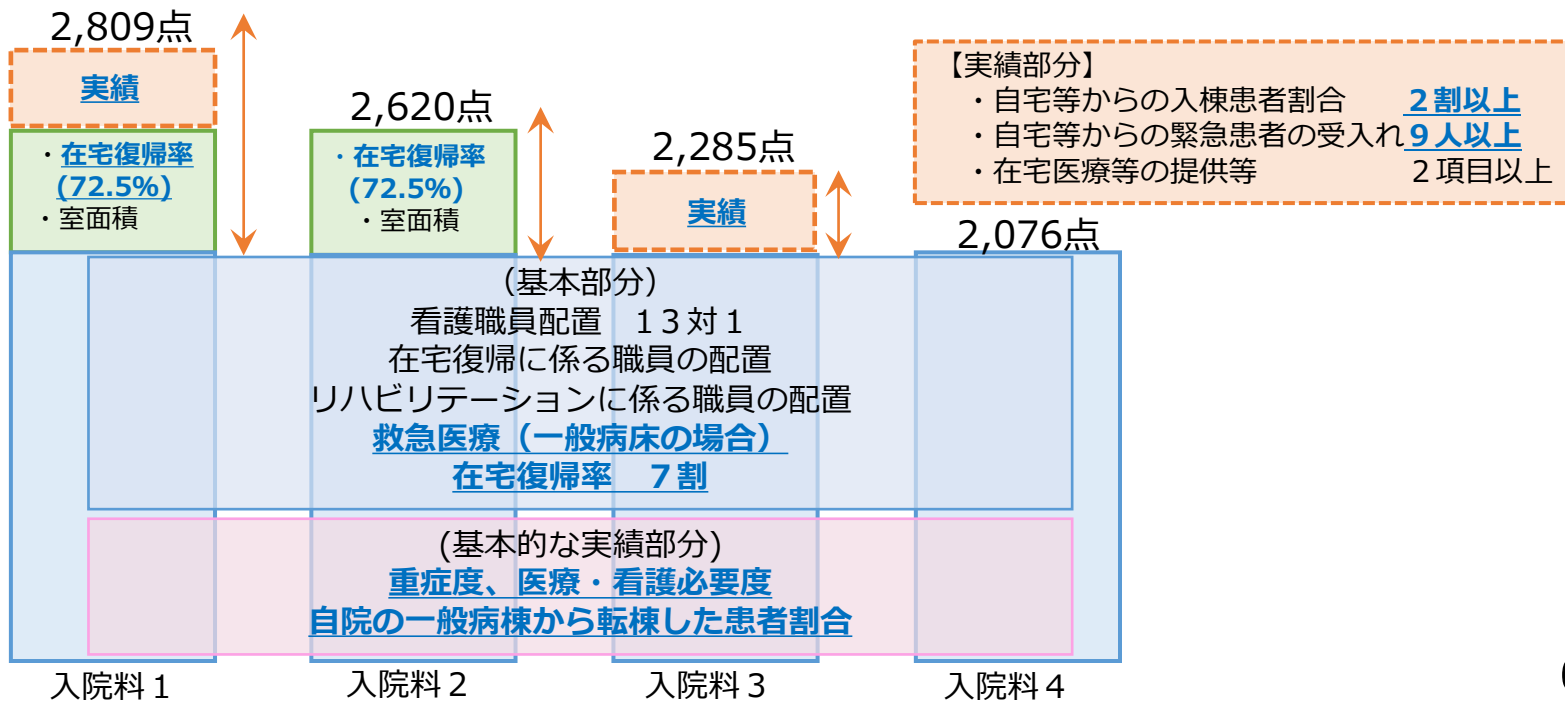 2,809点
実績
・在宅復帰率
(72.5%)
・室面積
2,620点
・在宅復帰率
(72.5%)
・室面積
2,285点
実績
2,076点
【実績部分】
・自宅等からの入棟患者割合 ２割以上
・自宅等からの緊急患者の受入れ ９人以上
・在宅医療等の提供等 ２項目以上
（基本部分）
看護職員配置　１３対１
在宅復帰に係る職員の配置
リハビリテーションに係る職員の配置
救急医療（一般病床の場合）
在宅復帰率　７割
(基本的な実績部分)
重症度、医療・看護必要度
自院の一般病棟から転棟した患者割合
入院料１
入院料２
入院料３
入院料４